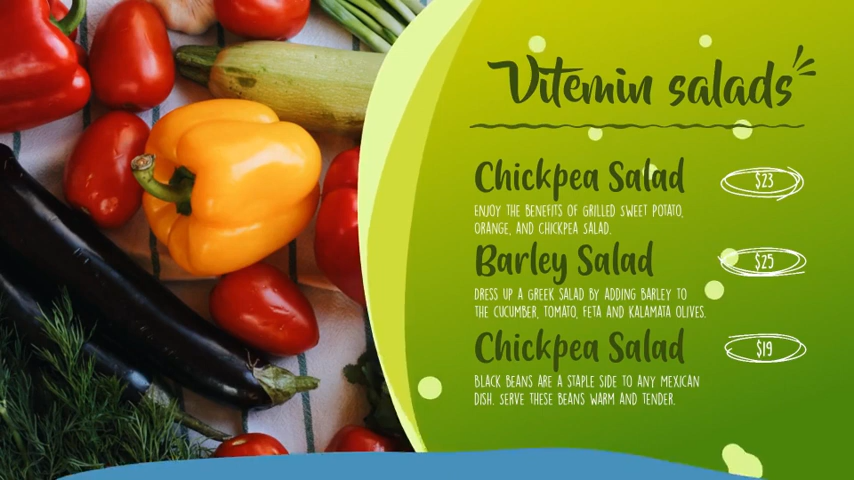 Vitemin salads
Chickpea Salad
$23
ENJOY THE BENEFITS OF GRILLED SWEET POTATO,
ORANGE, AND CHICKPEA SALAD.
Barley Salad
$25
DRESS UP A GREEK SALAD BY ADDING BARLEY TO
THE CUCUMBER, TOMATO, FETA AND KALAMATA OLIVES.
Chickpea Salad
$19
BLACK BEANS ARE A STAPLE SIDE TO ANY MEXICAN
DISH. SERVE THESE BEANS WARM AND TENDER.